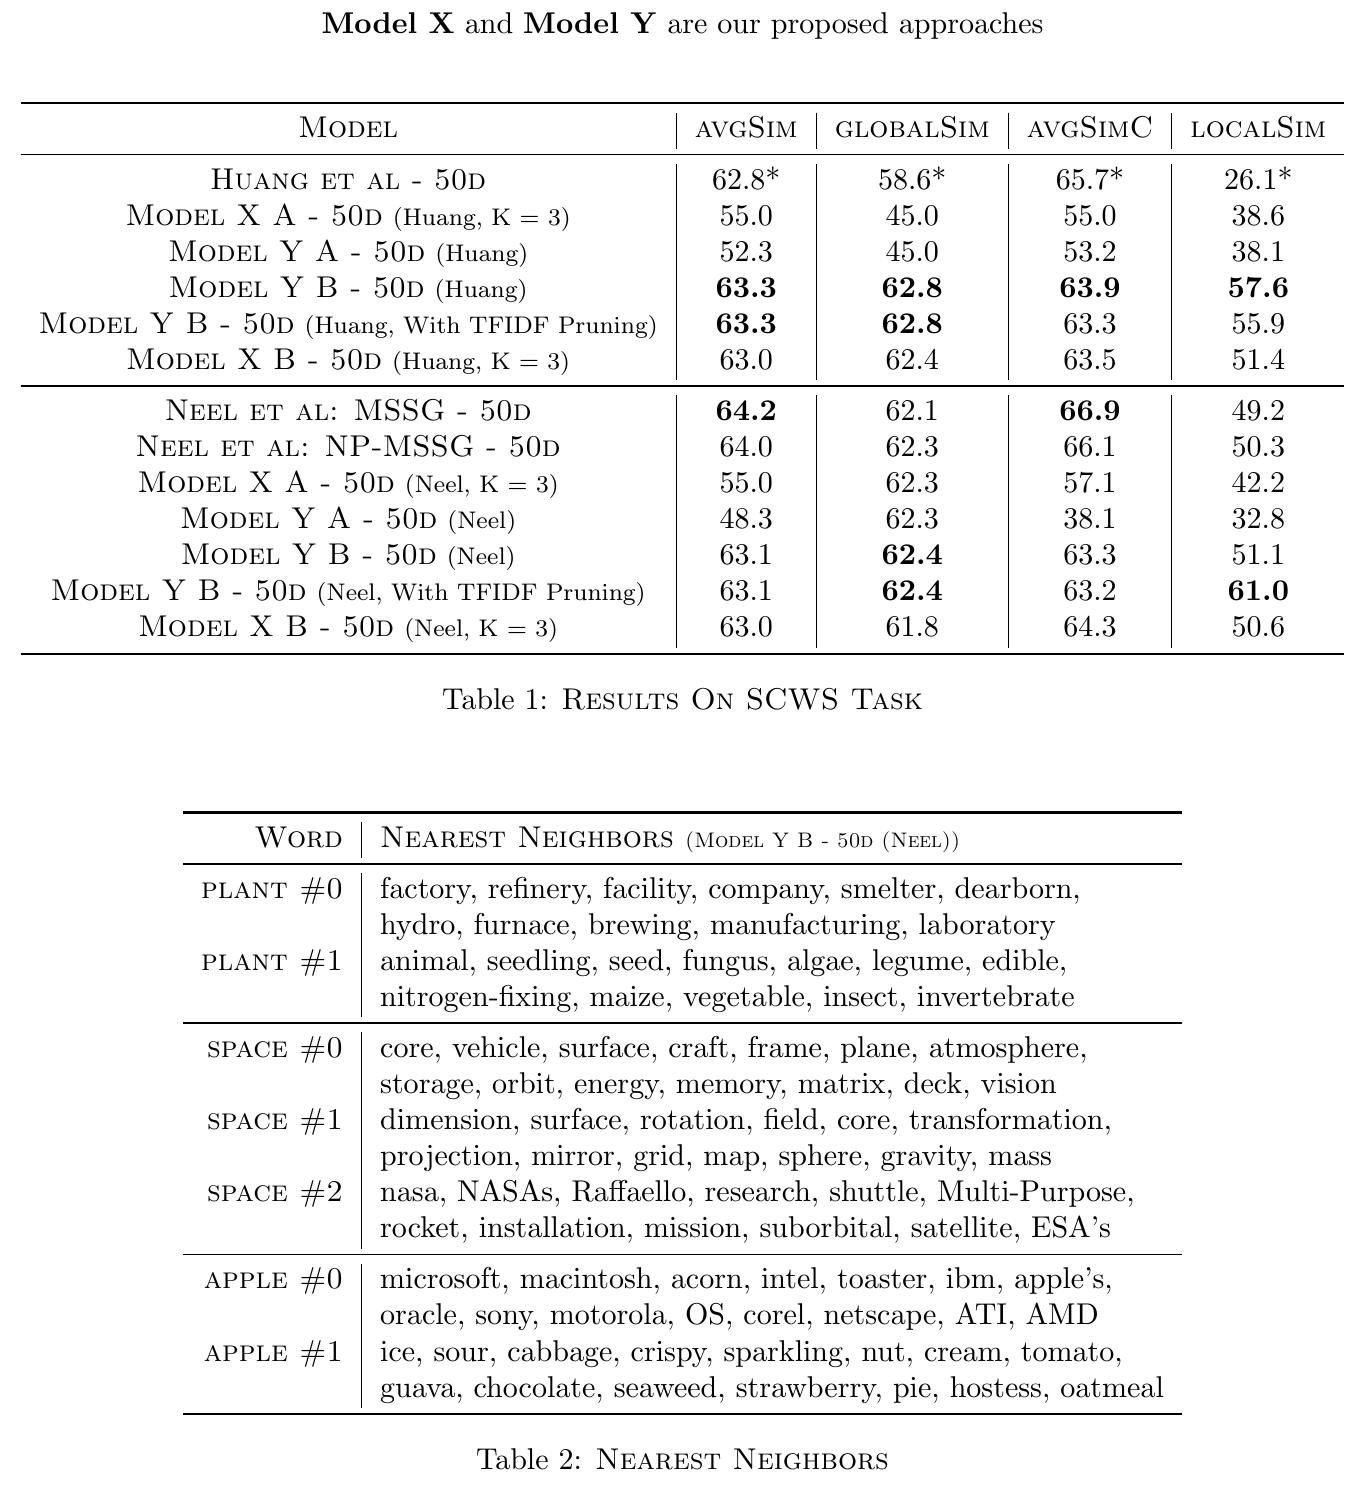 Model X and Model Y are our proposed approaches
Model avgSim globalSim avgSimC localSim
Huang et al - 50d 62.8* 58.6* 65.7* 26.1*
Model X A - 50d (Huang, K = 3) 55.0 45.0 55.0 38.6
Model Y A - 50d (Huang) 52.3 45.0 53.2 38.1
Model Y B - 50d (Huang) 63.3 62.8 63.9 57.6
Model Y B - 50d (Huang, With TFIDF Pruning) 63.3 62.8 63.3 55.9
Model X B - 50d (Huang, K = 3) 63.0 62.4 63.5 51.4
Neel et al: MSSG - 50d 64.2 62.1 66.9 49.2
Neel et al: NP-MSSG - 50d 64.0 62.3 66.1 50.3
Model X A - 50d (Neel, K = 3) 55.0 62.3 57.1 42.2
Model Y A - 50d (Neel) 48.3 62.3 38.1 32.8
Model Y B - 50d (Neel) 63.1 62.4 63.3 51.1
Model Y B - 50d (Neel, With TFIDF Pruning) 63.1 62.4 63.2 61.0
Model X B - 50d (Neel, K = 3) 63.0 61.8 64.3 50.6
Table 1: Results On SCWS Task
Word Nearest Neighbors (Model Y B - 50d (Neel))
plant #0 factory, refinery, facility, company, smelter, dearborn,
hydro, furnace, brewing, manufacturing, laboratory
plant #1 animal, seedling, seed, fungus, algae, legume, edible,
nitrogen-fixing, maize, vegetable, insect, invertebrate
space #0 core, vehicle, surface, craft, frame, plane, atmosphere,
storage, orbit, energy, memory, matrix, deck, vision
space #1 dimension, surface, rotation, field, core, transformation,
projection, mirror, grid, map, sphere, gravity, mass
space #2 nasa, NASAs, Raffaello, research, shuttle, Multi-Purpose,
rocket, installation, mission, suborbital, satellite, ESA's
apple #0 microsoft, macintosh, acorn, intel, toaster, ibm, apple's,
oracle, sony, motorola, OS, corel, netscape, ATI, AMD
apple #1 ice, sour, cabbage, crispy, sparkling, nut, cream, tomato,
guava, chocolate, seaweed, strawberry, pie, hostess, oatmeal
Table 2: Nearest Neighbors